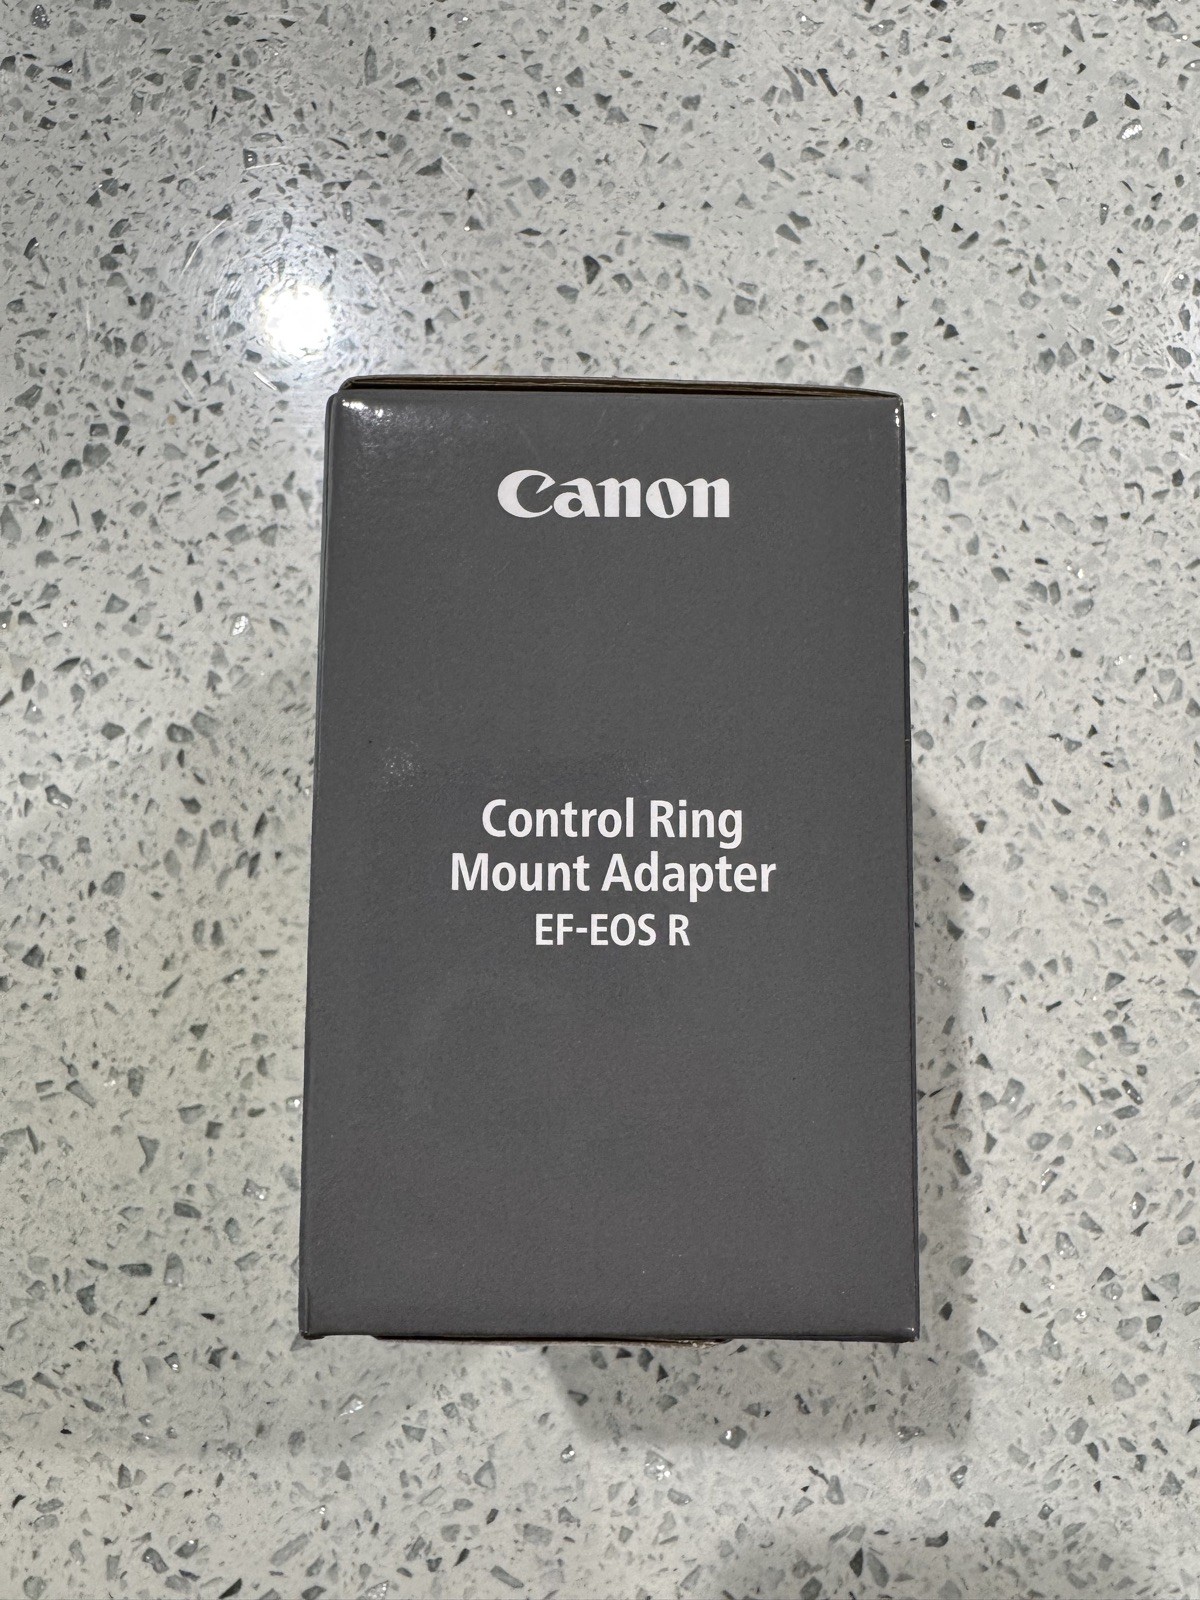 Canon
Control Ring
Mount Adapter
EF-EOS R